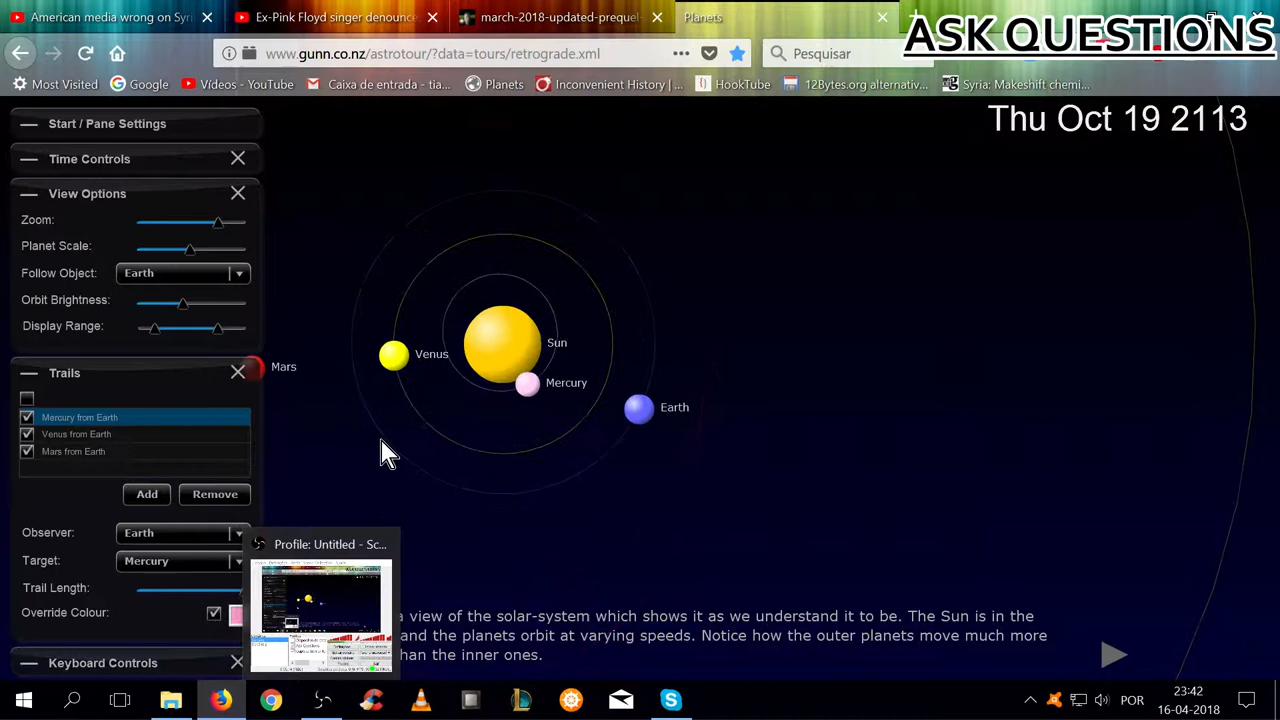 American media wrong on Syri
Ex-Pink Floyd singer denounce
march-2018-updated-prequel-
Planets
ASK QUESTIONS
www.gunn.co.nz/astrotour/?data=tours/retrograde.xml
Pesquisar
Most Visited
Google
Vídeos - YouTube
Caixa de entrada - tia...
Planets
Inconvenient History | ...
HookTube
12Bytes.org alternativ...
Syria: Makeshift chemi...
Start / Pane Settings
Thu Oct 19 2113
Time Controls
View Options
Zoom:
Planet Scale:
Follow Object: Earth
Orbit Brightness:
Display Range:
Sun
Venus
Mars
Mercury
Earth
Trails
Mercury from Earth
Venus from Earth
Mars from Earth
Add Remove
Observer: Earth
Target: Mercury
Trail Length:
Override Colour:
Profile: Untitled - Sc...
a view of the solar-system which shows it as we understand it to be. The Sun is in the
and the planets orbit at varying speeds. Notice how the outer planets move much more
than the inner ones.
POR
23:42
16-04-2018